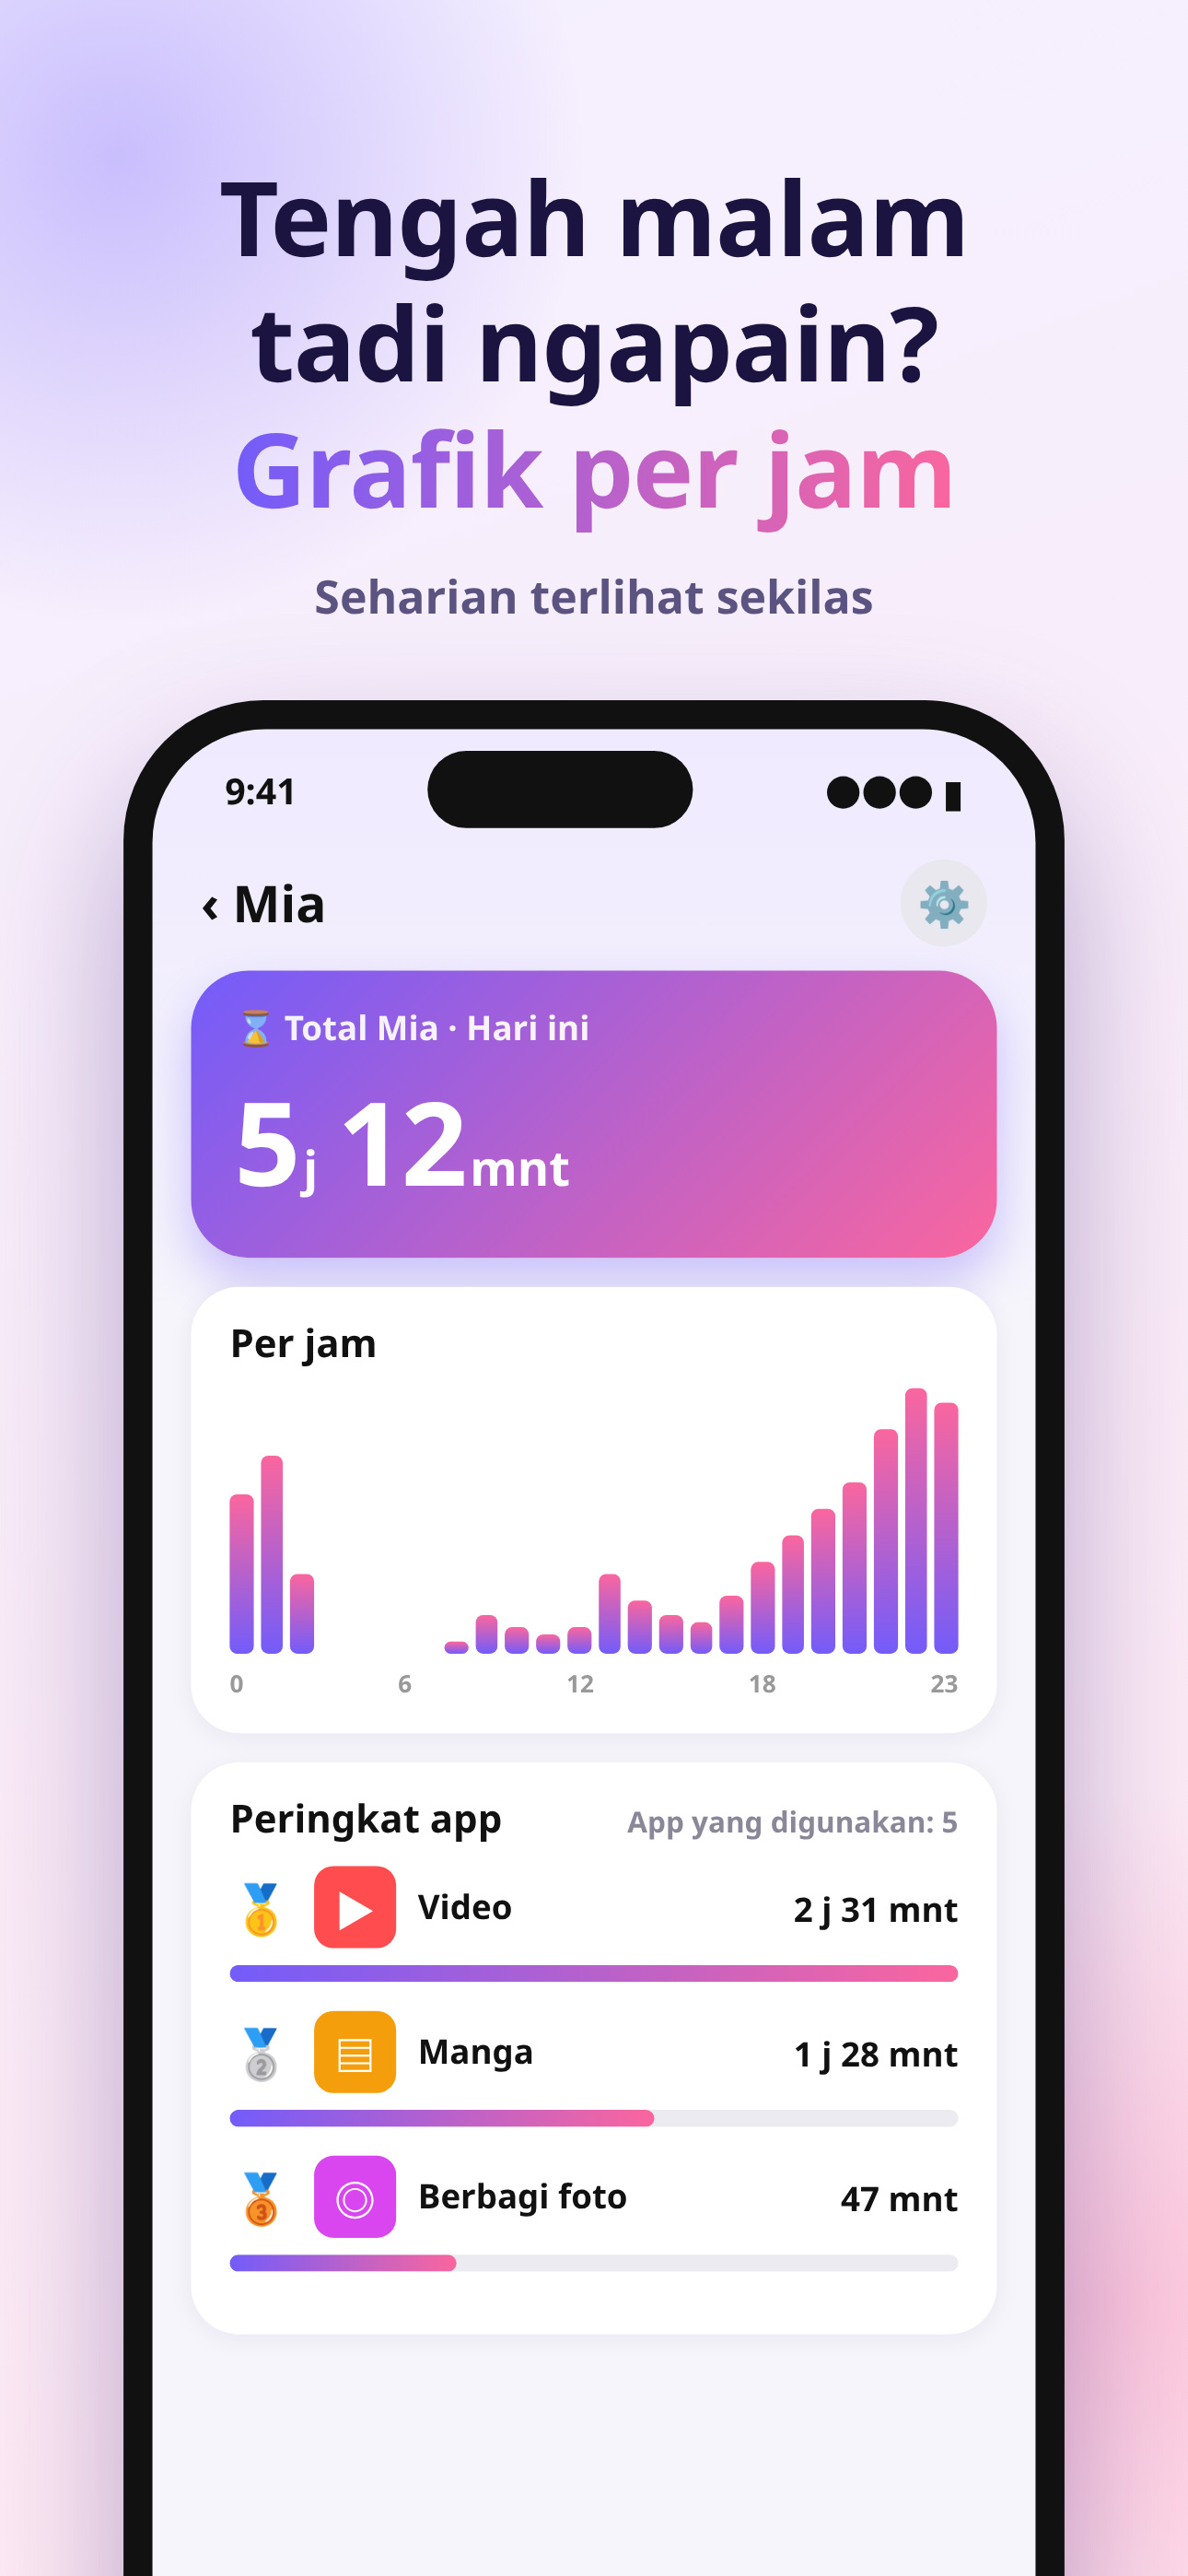 Tengah malam
tadi ngapain?
Grafik per jam
Seharian terlihat sekilas
9:41
‹ Mia
⌛ Total Mia · Hari ini
5j 12mnt
Per jam
0 6 12 18 23
Peringkat app App yang digunakan: 5
🥇 Video 2 j 31 mnt
🥈 Manga 1 j 28 mnt
🥉 Berbagi foto 47 mnt